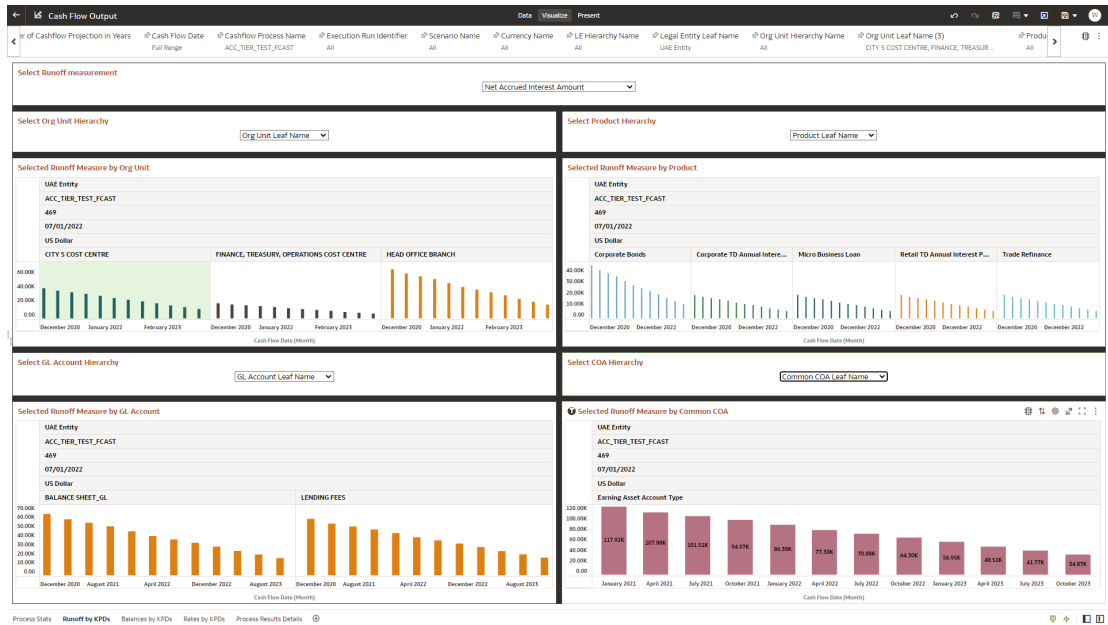 Cash Flow Output
Data Visualize Present
W
er of Cashflow Projection in Years
Cash Flow Date
Full Range
Cashflow Process Name
ACC_TIER_TEST_FCAST
Execution Run Identifier
All
Scenario Name
All
Currency Name
All
LE Hierarchy Name
All
Legal Entity Leaf Name
UAE Entity
Org Unit Hierarchy Name
All
Org Unit Leaf Name (3)
CITY 5 COST CENTRE, FINANCE, TREASUR...
Produ
All
Select Runoff measurement
Net Accrued Interest Amount
Select Org Unit Hierarchy
Org Unit Leaf Name
Select Product Hierarchy
Product Leaf Name
Selected Runoff Measure by Org Unit
UAE Entity
ACC_TIER_TEST_FCAST
469
07/01/2022
US Dollar
CITY 5 COST CENTRE FINANCE, TREASURY, OPERATIONS COST CENTRE HEAD OFFICE BRANCH
60.00K
40.00K
20.00K
0.00
December 2020 January 2022 February 2023 December 2020 January 2022 February 2023 December 2020 January 2022 February 2023
Cash Flow Date (Month)
Selected Runoff Measure by Product
UAE Entity
ACC_TIER_TEST_FCAST
469
07/01/2022
US Dollar
Corporate Bonds Corporate TD Annual Intere... Micro Business Loan Retail TD Annual Interest P... Trade Refinance
40.00K
30.00K
20.00K
10.00K
0.00
December 2020 December 2022 December 2020 December 2022 December 2020 December 2022 December 2020 December 2022 December 2020 December 2022
Cash Flow Date (Month)
Select GL Account Hierarchy
GL Account Leaf Name
Select COA Hierarchy
Common COA Leaf Name
Selected Runoff Measure by GL Account
UAE Entity
ACC_TIER_TEST_FCAST
469
07/01/2022
US Dollar
BALANCE SHEET_GL LENDING FEES
70.00K
60.00K
50.00K
40.00K
30.00K
20.00K
10.00K
0.00
December 2020 August 2021 April 2022 December 2022 August 2023 December 2020 August 2021 April 2022 December 2022 August 2023
Cash Flow Date (Month)
Selected Runoff Measure by Common COA
UAE Entity
ACC_TIER_TEST_FCAST
469
07/01/2022
US Dollar
Earning Asset Account Type
120.00K
100.00K
80.00K
60.00K
40.00K
20.00K
0.00
117.92K 107.88K 101.51K 94.97K 86.38K 77.30K 70.88K 64.30K 56.95K 48.51K 41.77K 34.87K
January 2021 April 2021 July 2021 October 2021 January 2022 April 2022 July 2022 October 2022 January 2023 April 2023 July 2023 October 2023
Cash Flow Date (Month)
Process Stats Runoff by KPDs Balances by KPDs Rates by KPDs Process Results Details